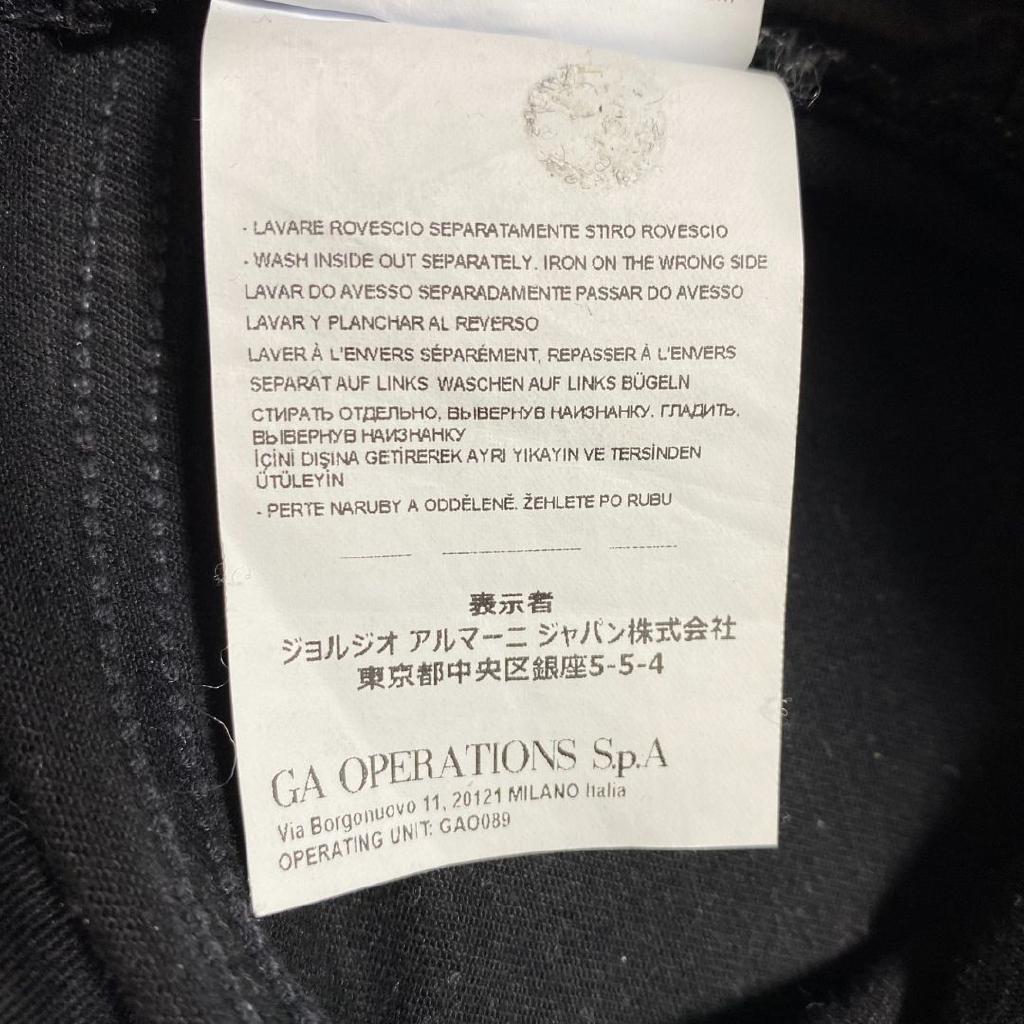 - LAVARE ROVESCIO SEPARATAMENTE STIRO ROVESCIO
- WASH INSIDE OUT SEPARATELY. IRON ON THE WRONG SIDE
LAVAR DO AVESSO SEPARADAMENTE PASSAR DO AVESSO
LAVAR Y PLANCHAR AL REVERSO
LAVER À L'ENVERS SÉPARÉMENT, REPASSER À L'ENVERS
SEPARAT AUF LINKS WASCHEN AUF LINKS BÜGELN
СТИРАТЬ ОТДЕЛЬНО, ВЫВЕРНУВ НАИЗНАНКУ. ГЛАДИТЬ,
ВЫВЕРНУВ НАИЗНАНКУ
İÇİNİ DIŞINA GETİREREK AYRI YIKAYIN VE TERSİNDEN
ÜTÜLEYİN
- PERTE NARUBY A ODDĚLENĚ. ŽEHLETE PO RUBU
表示者
ジョルジオ アルマーニ ジャパン株式会社
東京都中央区銀座5-5-4
GA OPERATIONS S.p.A
Via Borgonuovo 11, 20121 MILANO Italia
OPERATING UNIT: GAO089